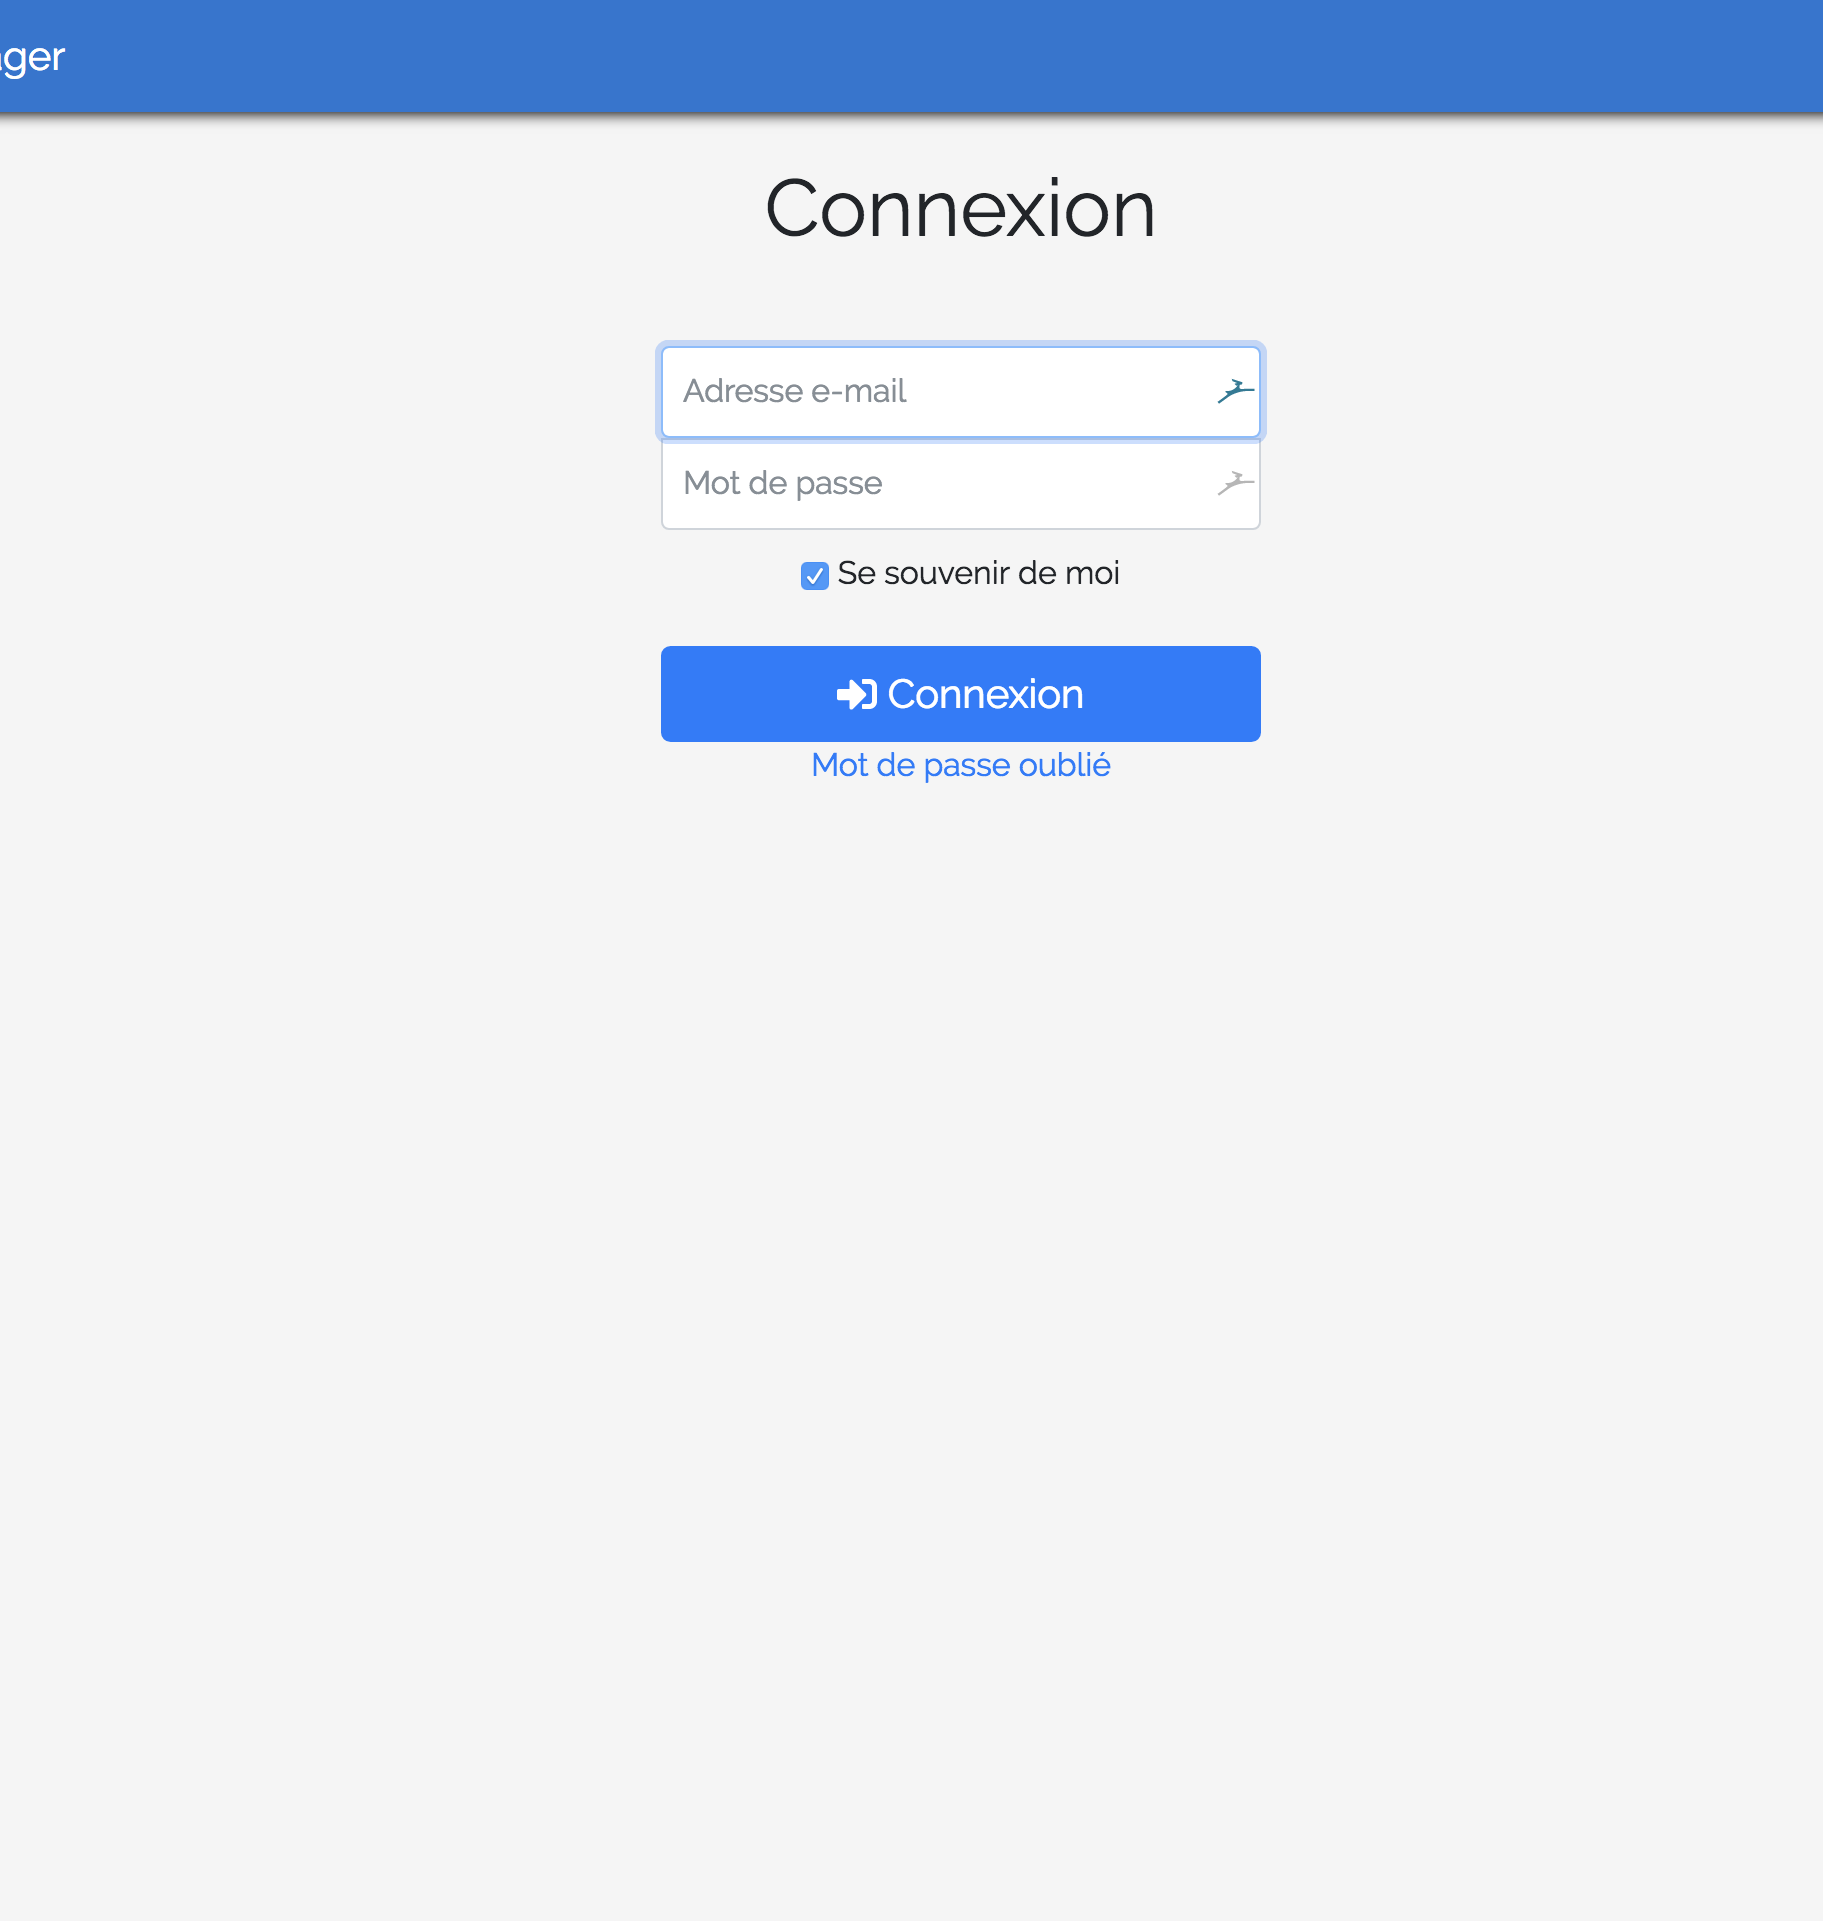 ger
Connexion
Adresse e-mail
Mot de passe
Se souvenir de moi
Connexion
Mot de passe oublié